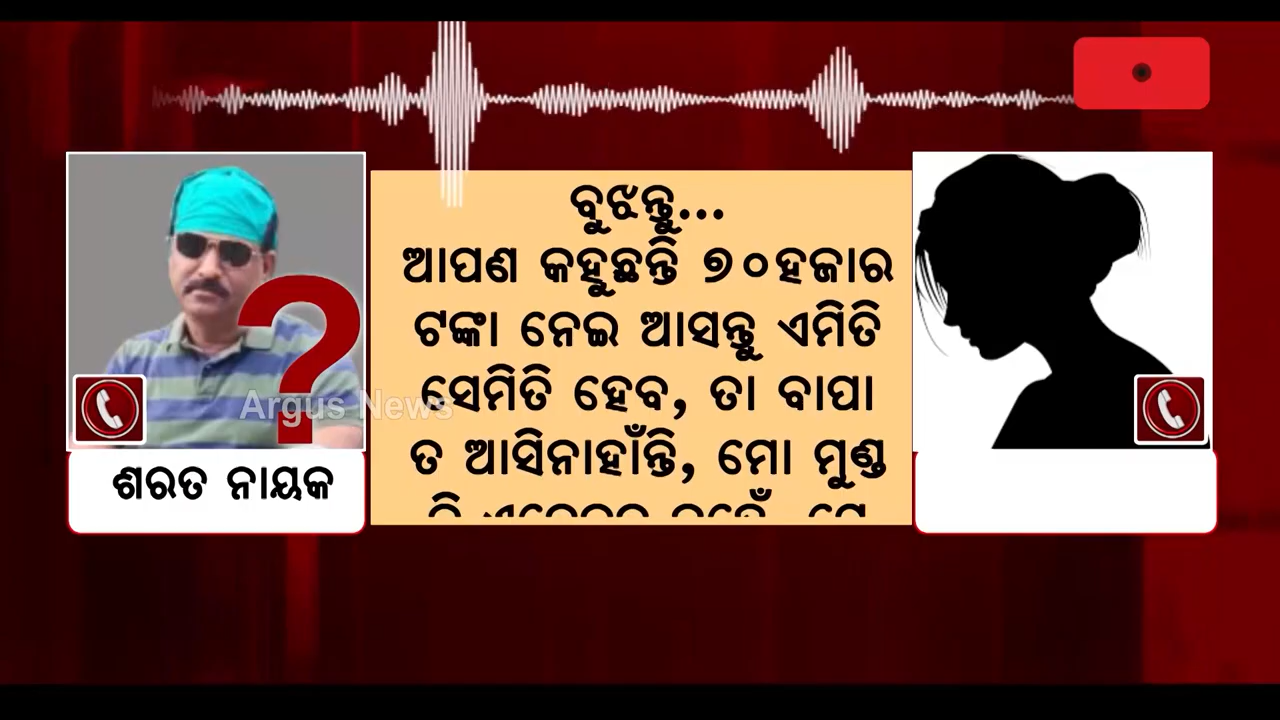 ବୁଝନ୍ତୁ...
ଆପଣ କହୁଛନ୍ତି ୭୦ହଜାର
ଟଙ୍କା ନେଇ ଆସନ୍ତୁ ଏମିତି
ସେମିତି ହେବ, ତା ବାପା
ତ ଆସିନାହାଁନ୍ତି, ମୋ ମୁଣ୍ଡ
Argus News
ଶରତ ନାୟକ